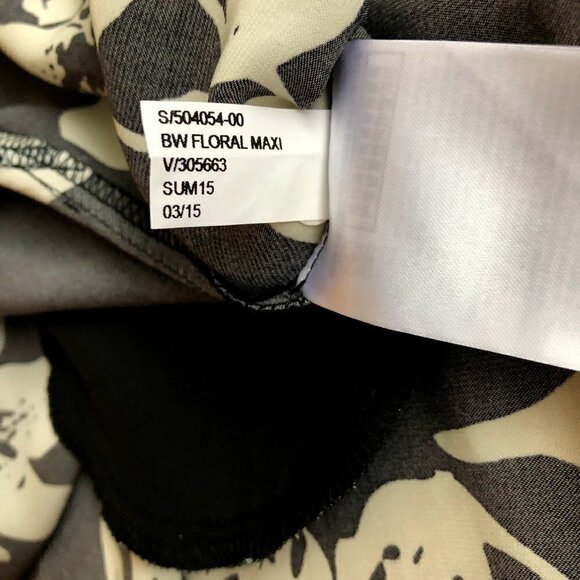 S/504054-00
BW FLORAL MAXI
V/305663
SUM15
03/15